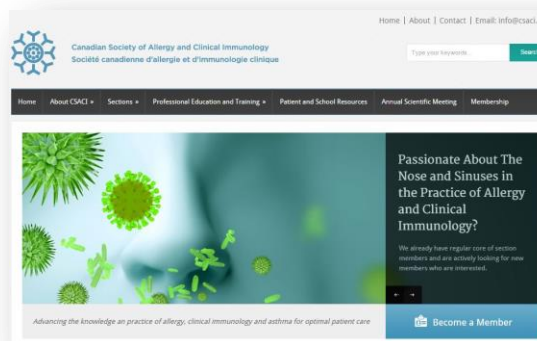 Home | About | Contact | Email: info@csaci.
Canadian Society of Allergy and Clinical Immunology
Société canadienne d'allergie et d'immunologie clinique
Type your keywords..
Search
Home About CSACI » Sections » Professional Education and Training » Patient and School Resources Annual Scientific Meeting Membership
Passionate About The
Nose and Sinuses in
the Practice of Allergy
and Clinical
Immunology?
We already have regular core of section
members and are actively looking for new
members who are interested.
Advancing the knowledge an practice of allergy, clinical immunology and asthma for optimal patient care
Become a Member